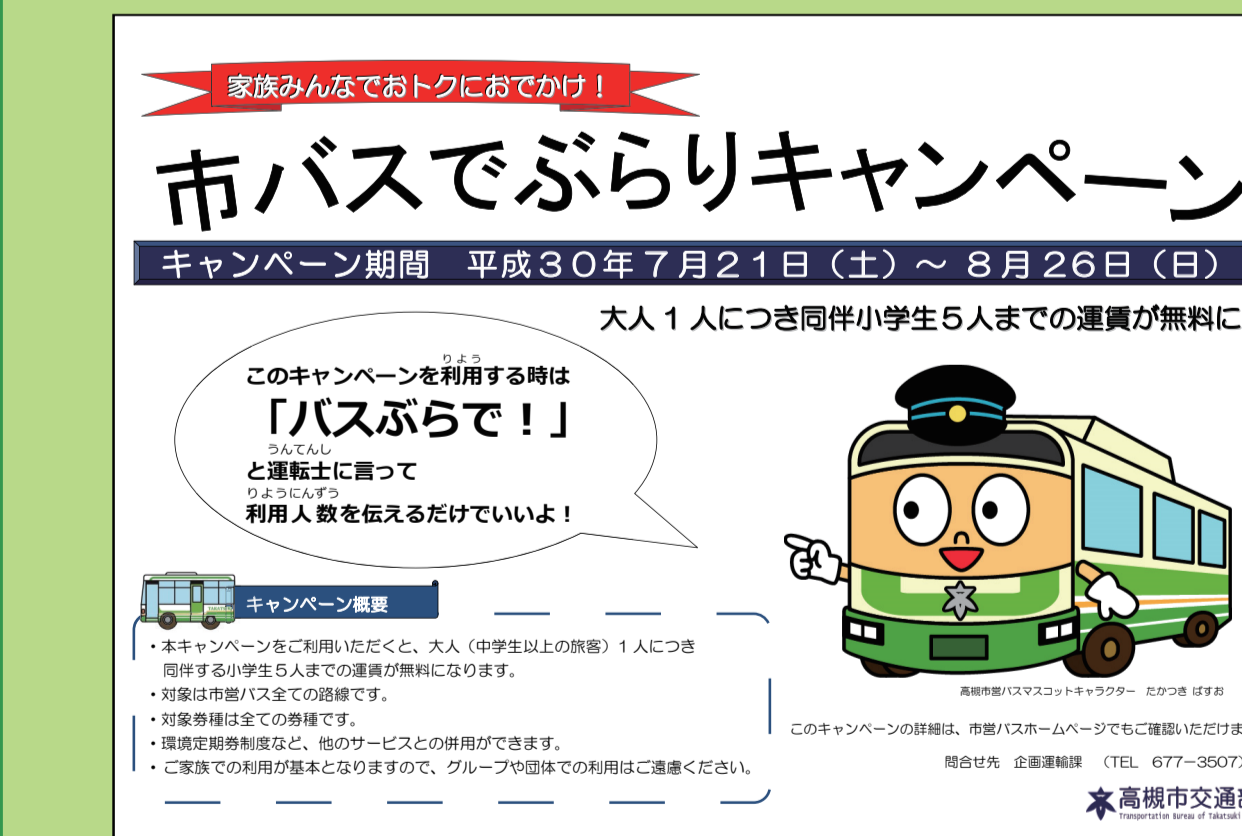 家族みんなでおトクにおでかけ！
市バスでぶらりキャンペーン
キャンペーン期間　平成３０年７月２１日（土）～８月２６日（日）
大人１人につき同伴小学生５人までの運賃が無料に
りよう
このキャンペーンを利用する時は
「バスぶらで！」
うんてんし
と運転士に言って
りようにんずう
利用人数を伝えるだけでいいよ！
キャンペーン概要
・本キャンペーンをご利用いただくと、大人（中学生以上の旅客）１人につき
同伴する小学生５人までの運賃が無料になります。
・対象は市営バス全ての路線です。
・対象券種は全ての券種です。
・環境定期券制度など、他のサービスとの併用ができます。
・ご家族での利用が基本となりますので、グループや団体での利用はご遠慮ください。
高槻市営バスマスコットキャラクター　たかつき ばすお
このキャンペーンの詳細は、市営バスホームページでもご確認いただけま
問合せ先　企画運輸課　（TEL　677－3507）
高槻市交通部
Transportation Bureau of Takatsuki